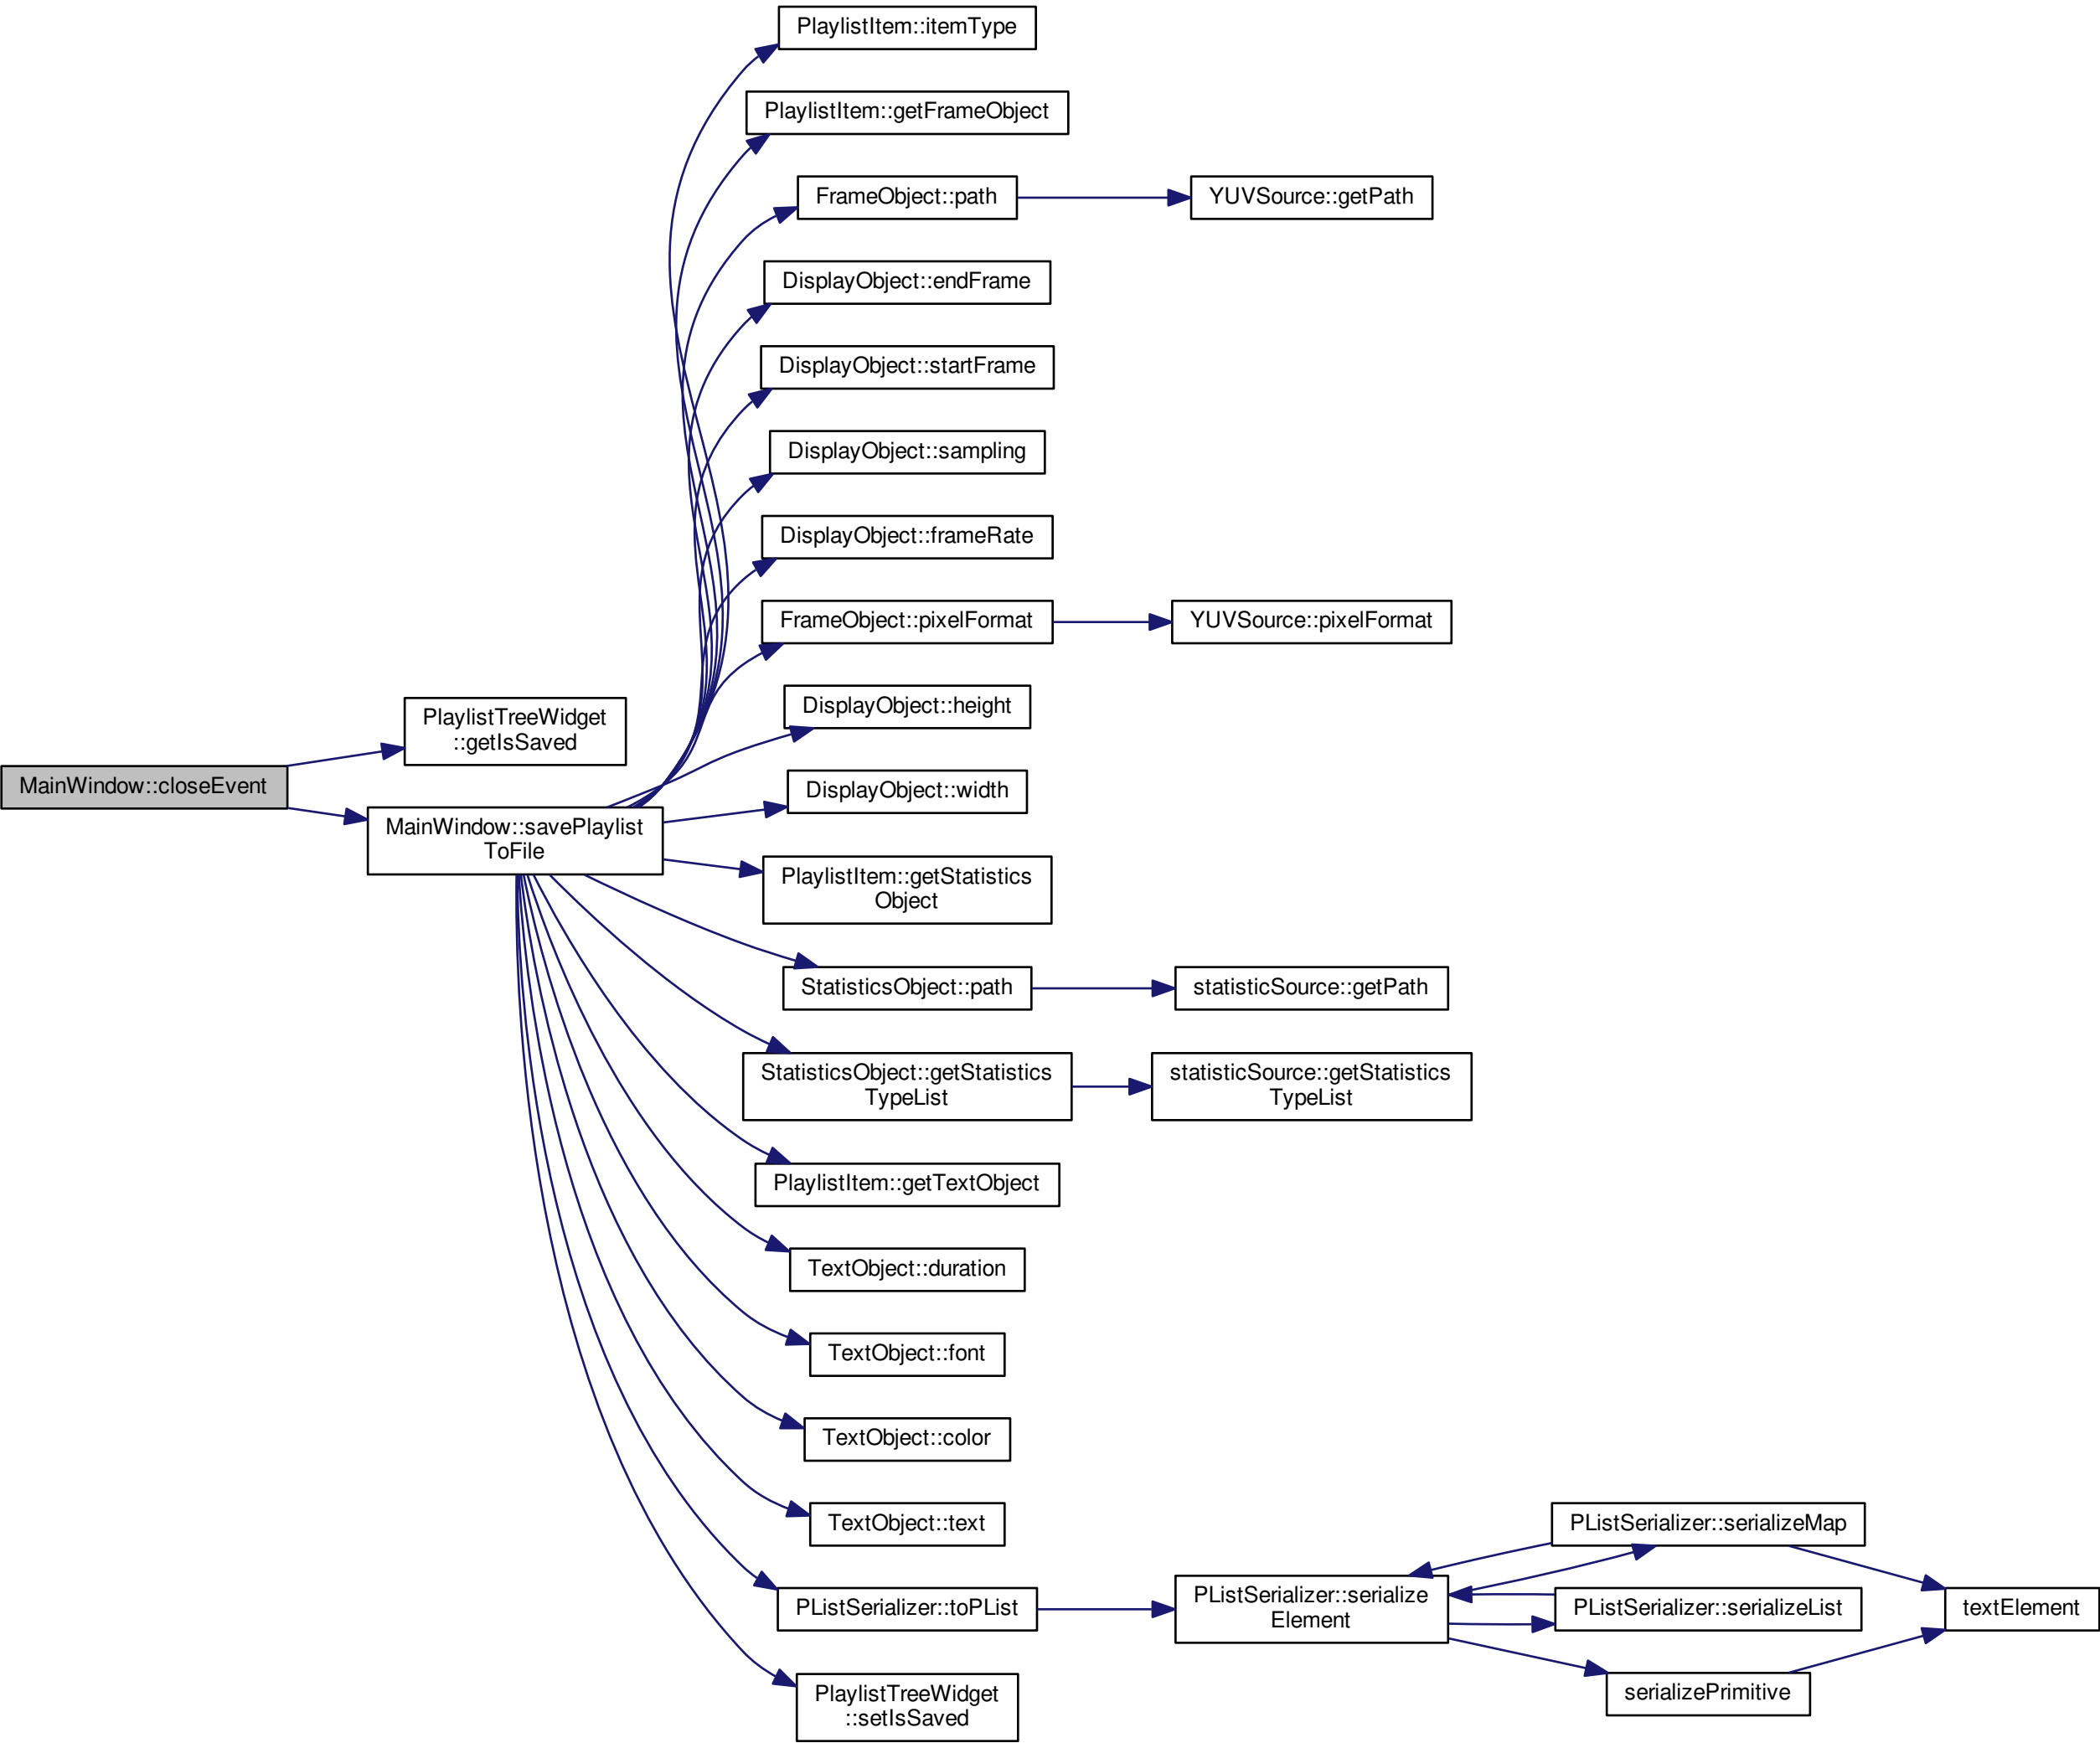 PlaylistItem::itemType
PlaylistItem::getFrameObject
FrameObject::path
YUVSource::getPath
DisplayObject::endFrame
DisplayObject::startFrame
DisplayObject::sampling
DisplayObject::frameRate
FrameObject::pixelFormat
YUVSource::pixelFormat
PlaylistTreeWidget
::getIsSaved
DisplayObject::height
MainWindow::closeEvent
DisplayObject::width
MainWindow::savePlaylist
ToFile
PlaylistItem::getStatistics
Object
StatisticsObject::path
statisticSource::getPath
StatisticsObject::getStatistics
TypeList
statisticSource::getStatistics
TypeList
PlaylistItem::getTextObject
TextObject::duration
TextObject::font
TextObject::color
TextObject::text
PListSerializer::serializeMap
PListSerializer::toPList
PListSerializer::serialize
Element
PListSerializer::serializeList
textElement
serializePrimitive
PlaylistTreeWidget
::setIsSaved